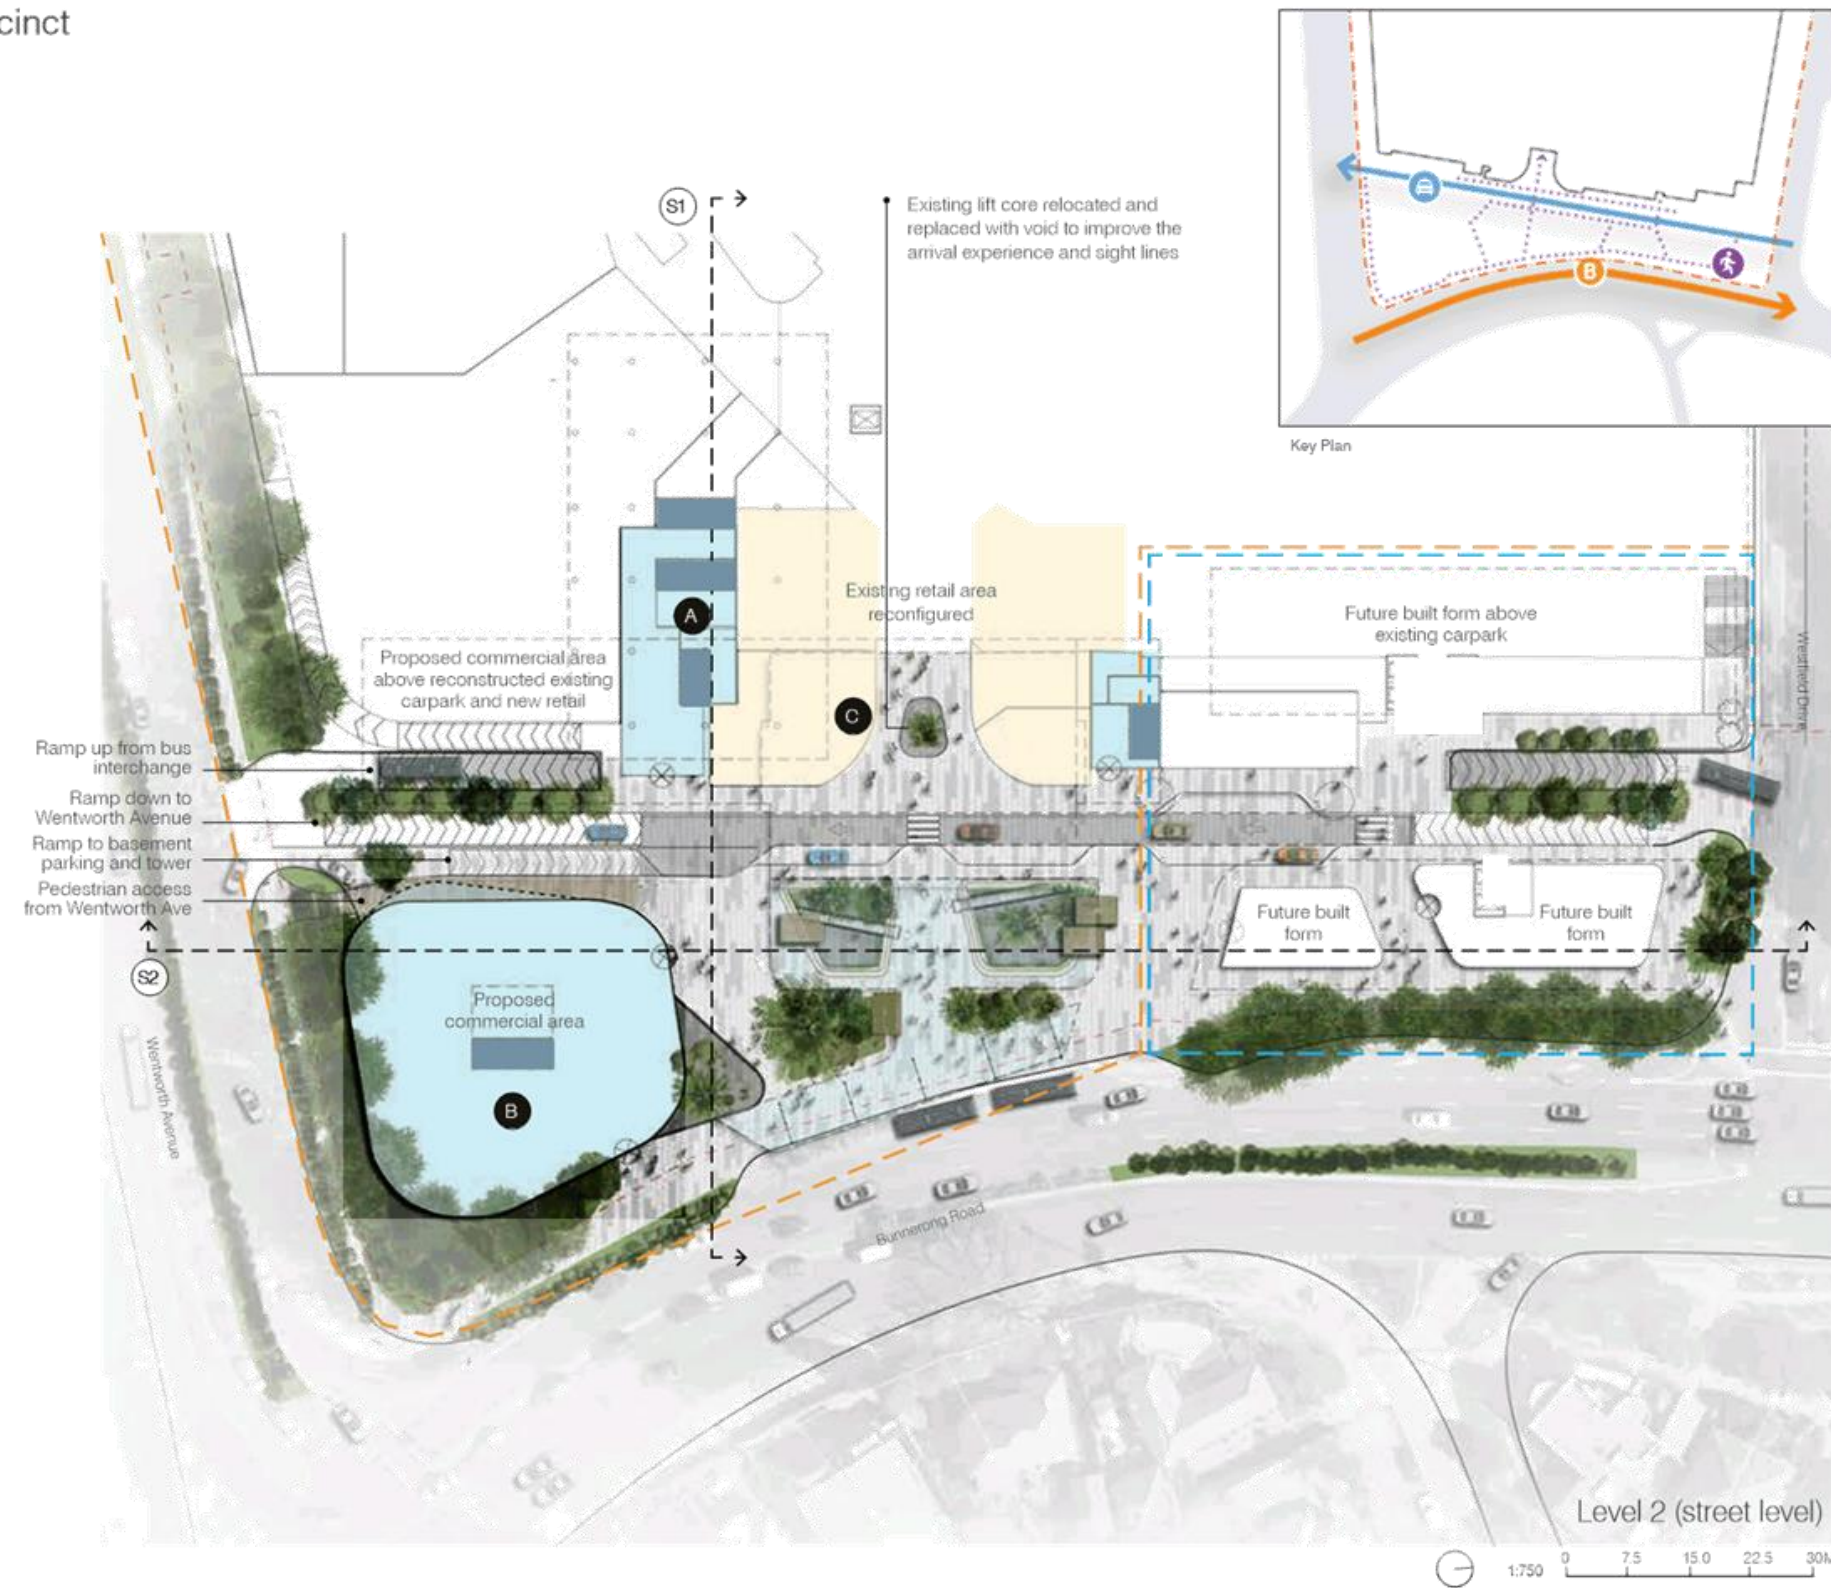 cinct
Key Plan
B
S1
Existing lift core relocated and
replaced with void to improve the
arrival experience and sight lines
A
Existing retail area
reconfigured
Future built form above
existing carpark
Proposed commercial area
above reconstructed existing
carpark and new retail
C
Westfield Drive
Ramp up from bus
interchange
Ramp down to
Wentworth Avenue
Ramp to basement
parking and tower
Pedestrian access
from Wentworth Ave
Future built
form
Future built
form
S2
Proposed
commercial area
B
Wentworth Avenue
Bunnerong Road
Level 2 (street level)
1:750
0 7.5 15.0 22.5 30M